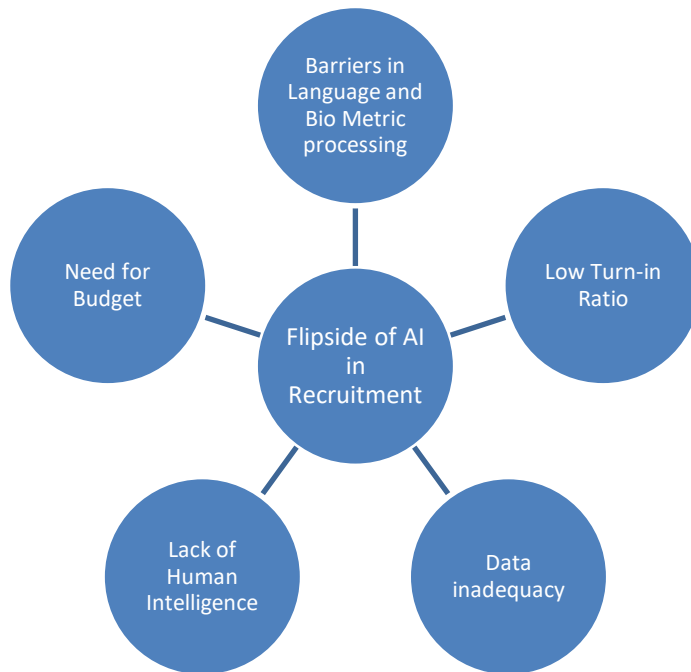 Barriers in
Language and
Bio Metric
processing
Need for
Budget
Low Turn-in
Ratio
Flipside of AI
in
Recruitment
Lack of
Human
Intelligence
Data
inadequacy